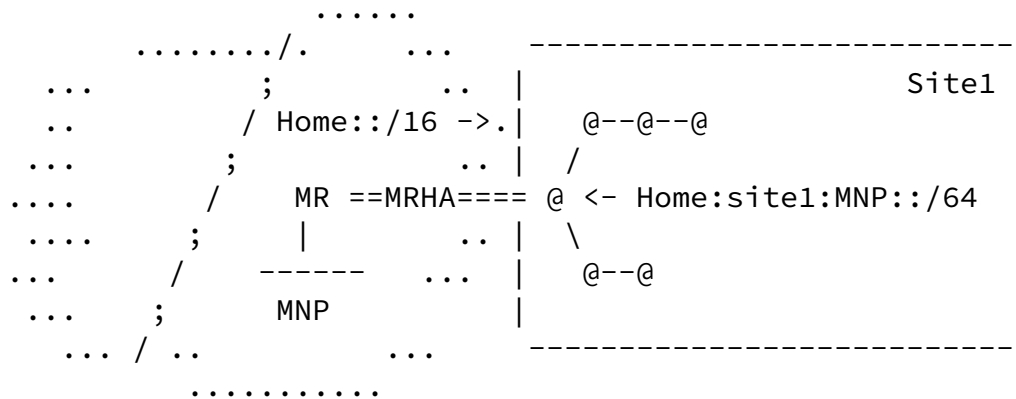 Site1
Home::/16 ->.
@--@--@
MR ==MRHA==== @ <- Home:site1:MNP::/64
@--@
MNP